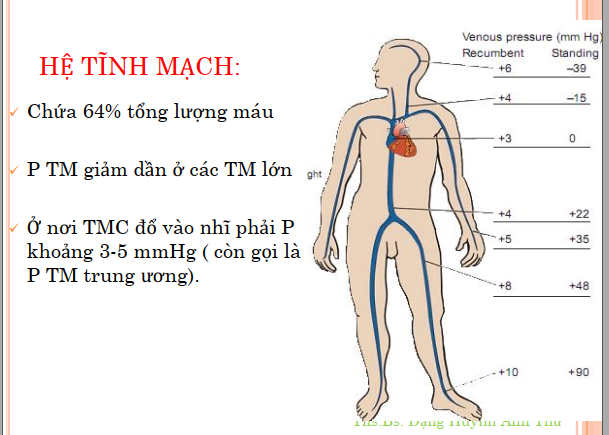 HỆ TĨNH MẠCH:
Chứa 64% tổng lượng máu
P TM giảm dần ở các TM lớn
Ở nơi TMC đổ vào nhĩ phải P
khoảng 3-5 mmHg ( còn gọi là
P TM trung ương).
Venous pressure (mm Hg)
Recumbent Standing
+6 –39
+4 –15
+3 0
ght
+4 +22
+5 +35
+8 +48
+10 +90
Ths.Bs. Đặng Huỳnh Anh Thư